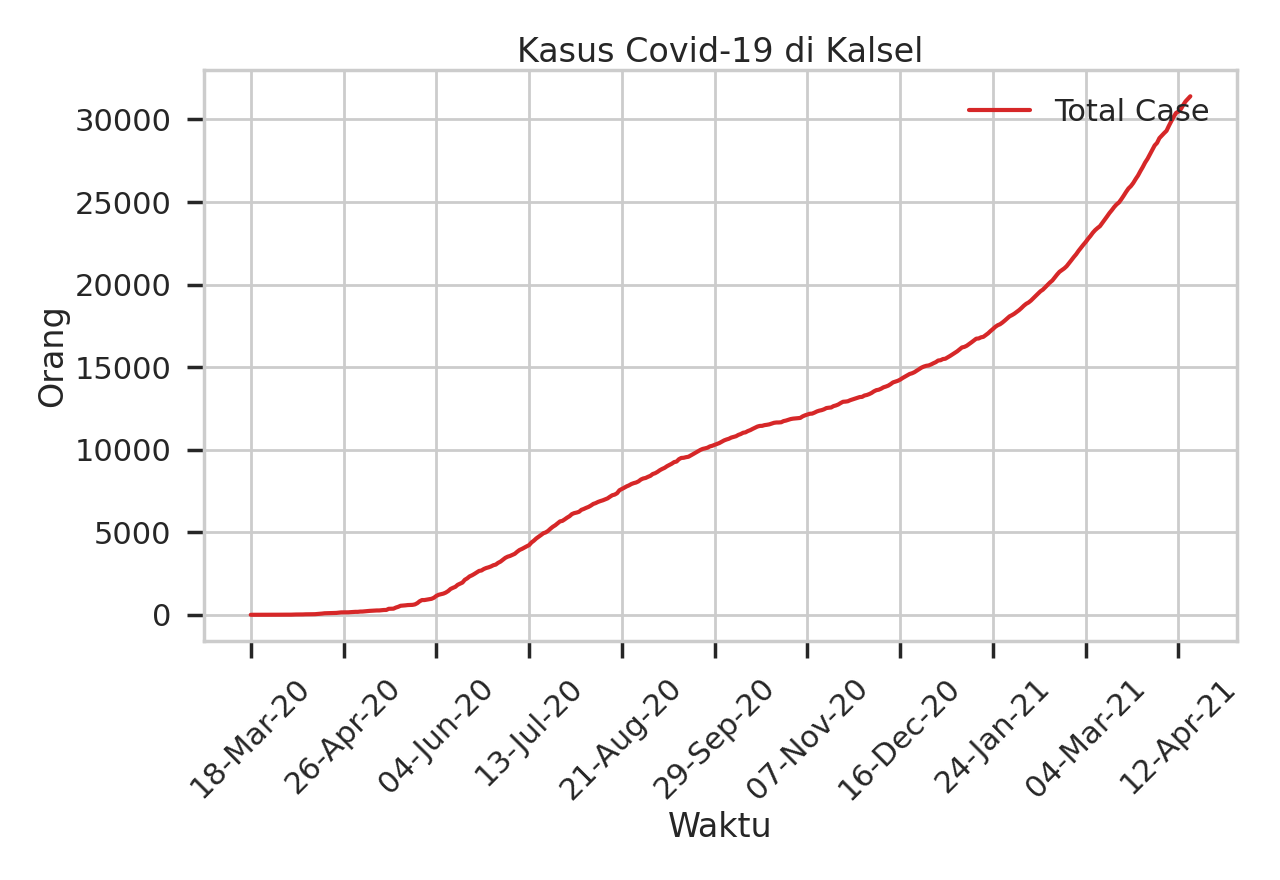 Kasus Covid-19 di Kalsel
Total Case
Orang
30000
25000
20000
15000
10000
5000
0
18-Mar-20
26-Apr-20
04-Jun-20
13-Jul-20
21-Aug-20
29-Sep-20
07-Nov-20
16-Dec-20
24-Jan-21
04-Mar-21
12-Apr-21
Waktu